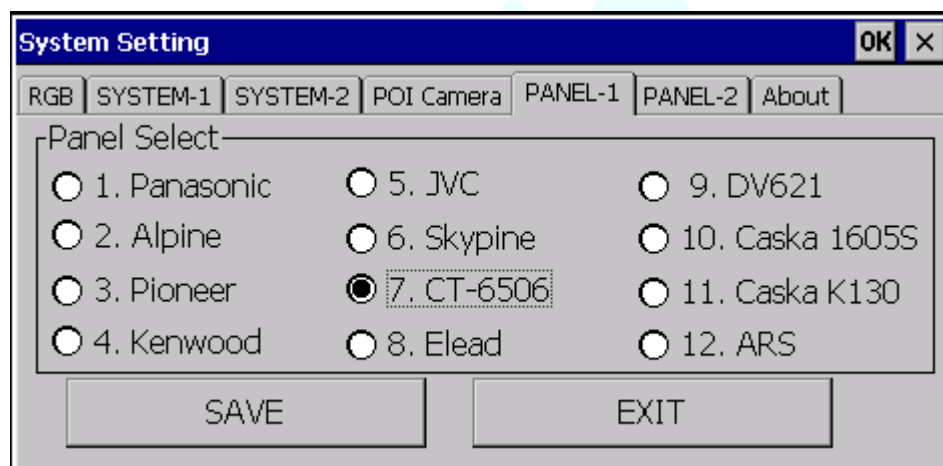 System Setting OK ×
RGB SYSTEM-1 SYSTEM-2 POI Camera PANEL-1 PANEL-2 About
Panel Select
1. Panasonic 5. JVC 9. DV621
2. Alpine 6. Skypine 10. Caska 1605S
3. Pioneer 7. CT-6506 11. Caska K130
4. Kenwood 8. Elead 12. ARS
SAVE EXIT